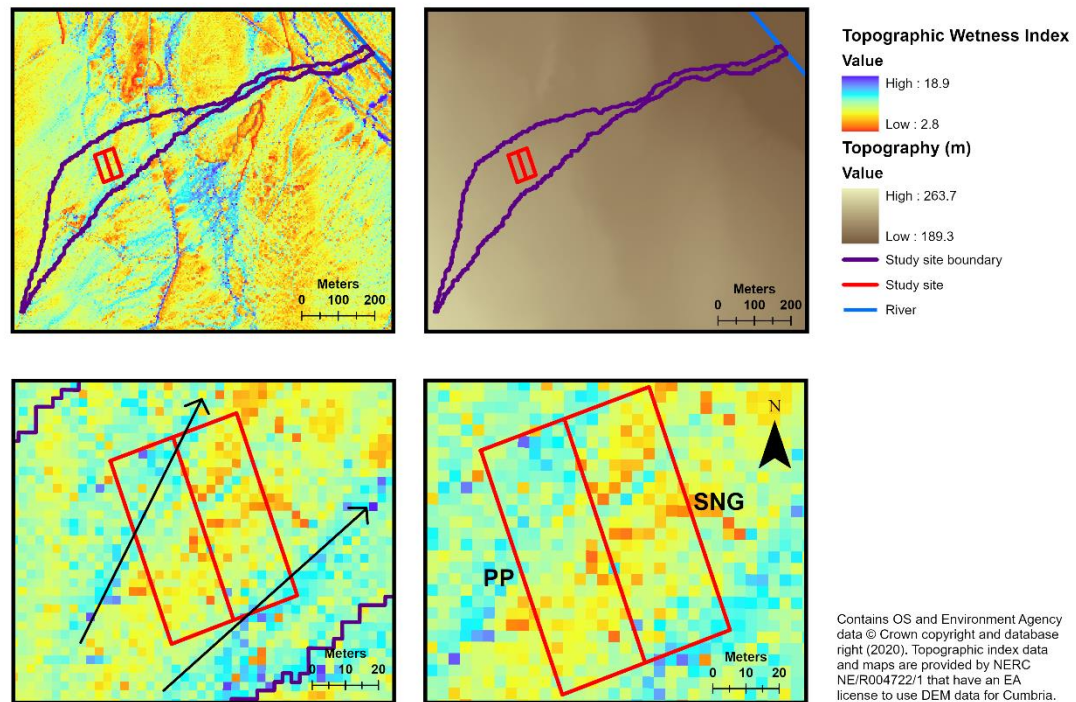 Meters
0 100 200
Meters
0 100 200
Topographic Wetness Index
Value
High : 18.9
Low : 2.8
Topography (m)
Value
High : 263.7
Low : 189.3
Study site boundary
Study site
River
Meters
0 10 20
N
SNG
PP
Meters
0 10 20
Contains OS and Environment Agency
data © Crown copyright and database
right (2020). Topographic index data
and maps are provided by NERC
NE/R004722/1 that have an EA
license to use DEM data for Cumbria.